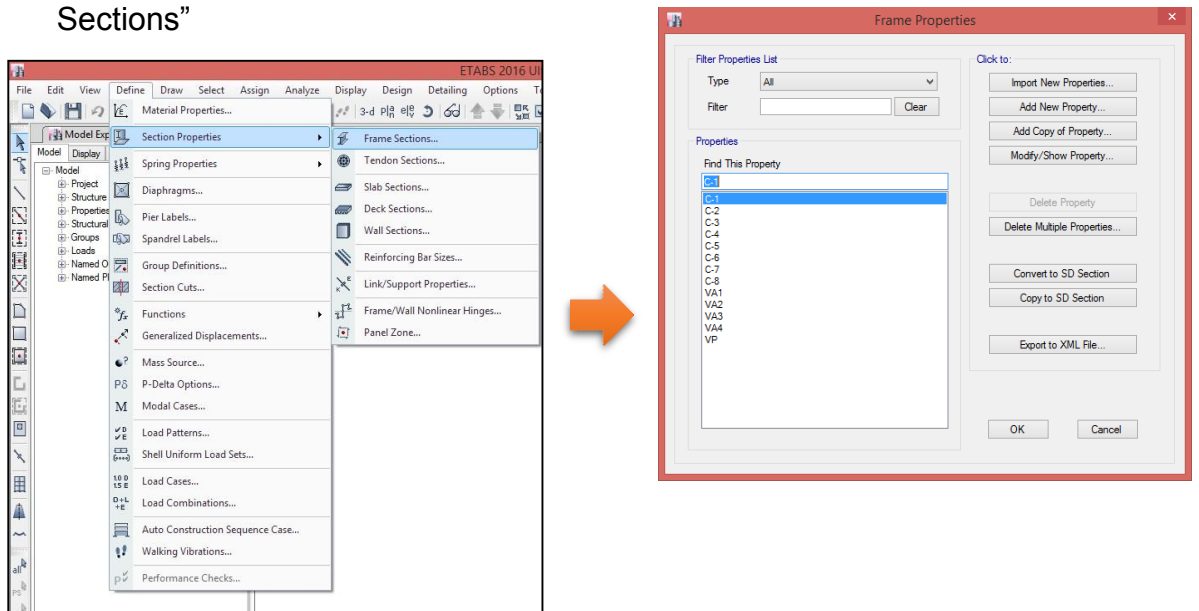 Sections”
ETABS 2016 Ul
File Edit View Define Draw Select Assign Analyze Display Design Detailing Options
Model Exp
Model Display
Model
Project
Structure
Properties
Structural
Groups
Loads
Named O
Named Pl
all
PS
Material Properties...
Section Properties
Spring Properties
Diaphragms...
Pier Labels...
Spandrel Labels...
Group Definitions...
Section Cuts...
Functions
Generalized Displacements...
Mass Source...
P-Delta Options...
Modal Cases...
Load Patterns...
Shell Uniform Load Sets...
Load Cases...
Load Combinations...
Auto Construction Sequence Case...
Walking Vibrations...
Performance Checks...
3-d
Frame Sections...
Tendon Sections...
Slab Sections...
Deck Sections...
Wall Sections...
Reinforcing Bar Sizes...
Link/Support Properties...
Frame/Wall Nonlinear Hinges...
Panel Zone...
Frame Properties
Filter Properties List
Type All
Filter Clear
Properties
Find This Property
C-1
C-1
C-2
C-3
C-4
C-5
C-6
C-7
C-8
VA1
VA2
VA3
VA4
VP
Click to:
Import New Properties...
Add New Property...
Add Copy of Property...
Modify/Show Property...
Delete Property
Delete Multiple Properties...
Convert to SD Section
Copy to SD Section
Export to XML File...
OK Cancel